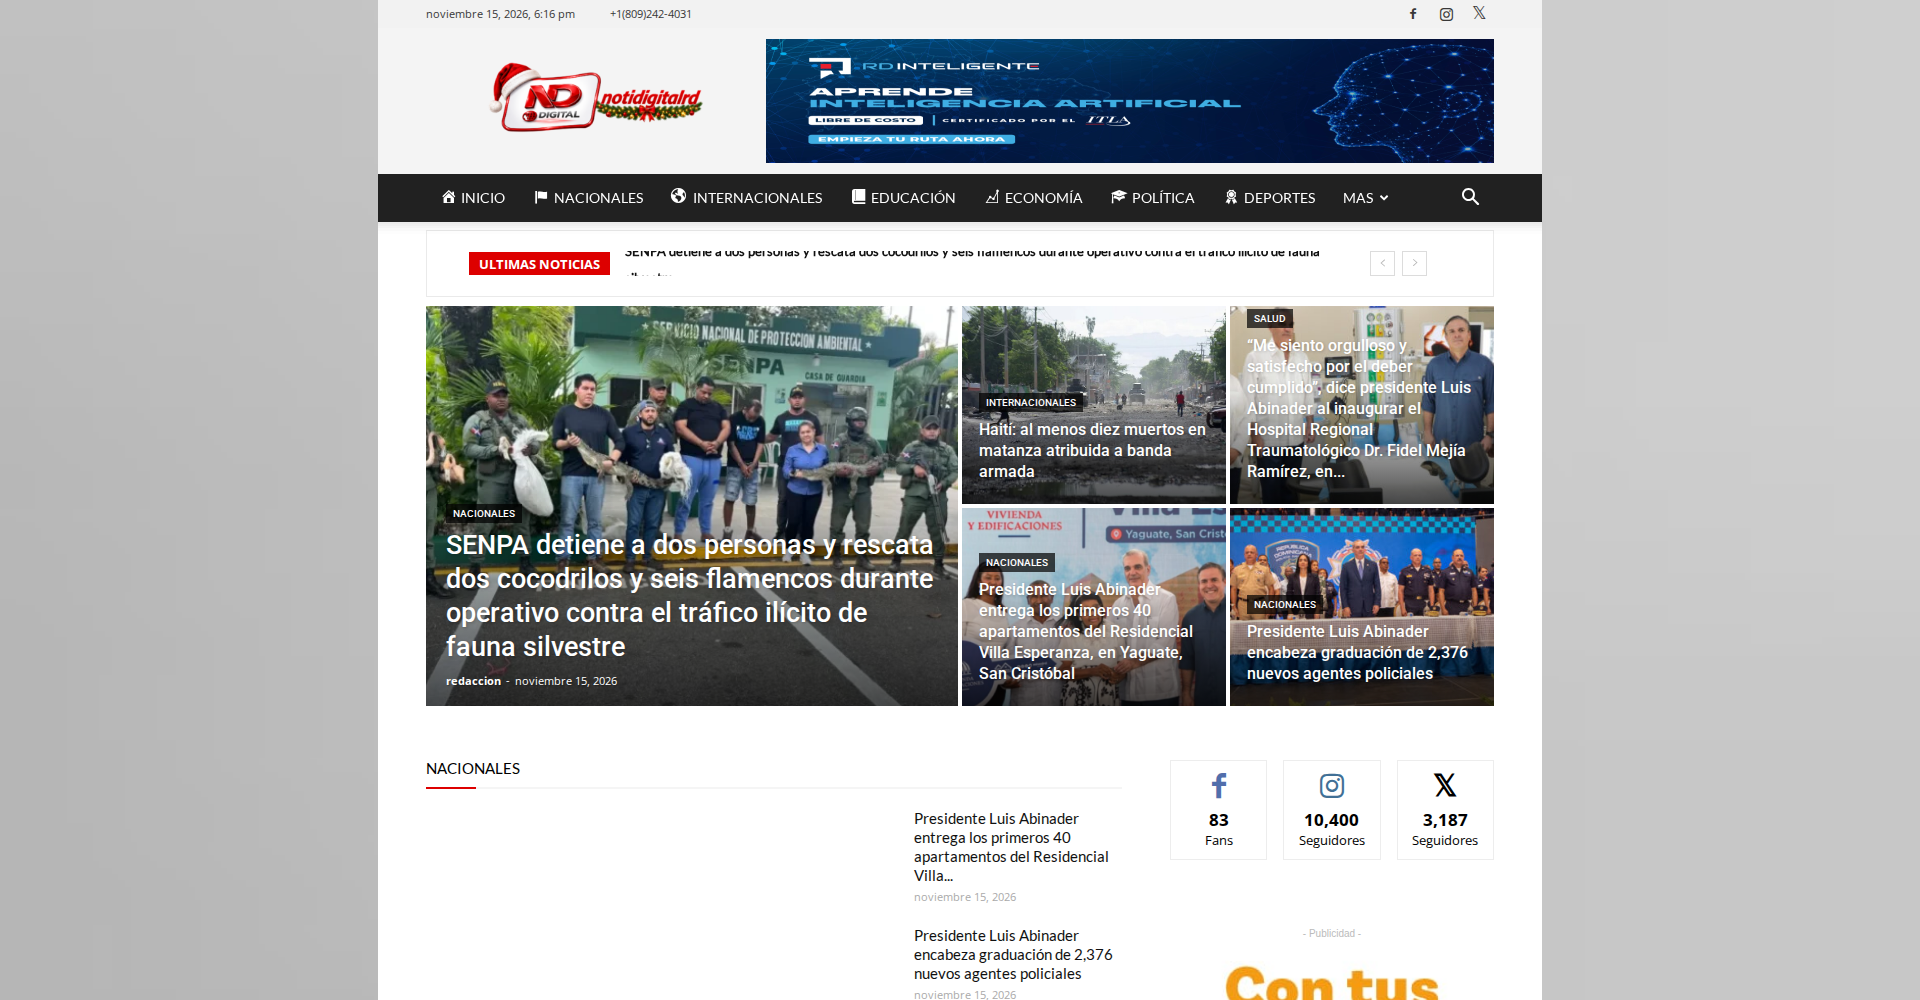 noviembre 15, 2026, 6:16 pm
+1(809)242-4031
ND
DIGITAL
notidigitalrd
RD INTELIGENTE
APRENDE
INTELIGENCIA ARTIFICIAL
LIBRE DE COSTO | CERTIFICADO POR EL ITLA
EMPIEZA TU RUTA AHORA
INICIO
NACIONALES
INTERNACIONALES
EDUCACIÓN
ECONOMÍA
POLÍTICA
DEPORTES
MAS
ULTIMAS NOTICIAS
SENPA detiene a dos personas y rescata dos cocodrilos y seis flamencos durante operativo contra el tráfico ilícito de fauna
silvestre
SERVICIO NACIONAL DE PROTECCION AMBIENTAL
SENPA
CASA DE GUARDIA
NACIONALES
SENPA detiene a dos personas y rescata
dos cocodrilos y seis flamencos durante
operativo contra el tráfico ilícito de
fauna silvestre
redaccion - noviembre 15, 2026
INTERNACIONALES
Haití: al menos diez muertos en
matanza atribuida a banda
armada
SALUD
“Me siento orgulloso y
satisfecho por el deber
cumplido”, dice presidente Luis
Abinader al inaugurar el
Hospital Regional
Traumatológico Dr. Fidel Mejía
Ramírez, en...
VIVIENDA
Y EDIFICACIONES
Villa Es
Yaguate, San Crist
NACIONALES
Presidente Luis Abinader
entrega los primeros 40
apartamentos del Residencial
Villa Esperanza, en Yaguate,
San Cristóbal
REPUBLICA
DOMINICANA
NACIONALES
Presidente Luis Abinader
encabeza graduación de 2,376
nuevos agentes policiales
NACIONALES
Presidente Luis Abinader
entrega los primeros 40
apartamentos del Residencial
Villa...
noviembre 15, 2026
Presidente Luis Abinader
encabeza graduación de 2,376
nuevos agentes policiales
noviembre 15, 2026
83
Fans
10,400
Seguidores
3,187
Seguidores
- Publicidad -
Con tus